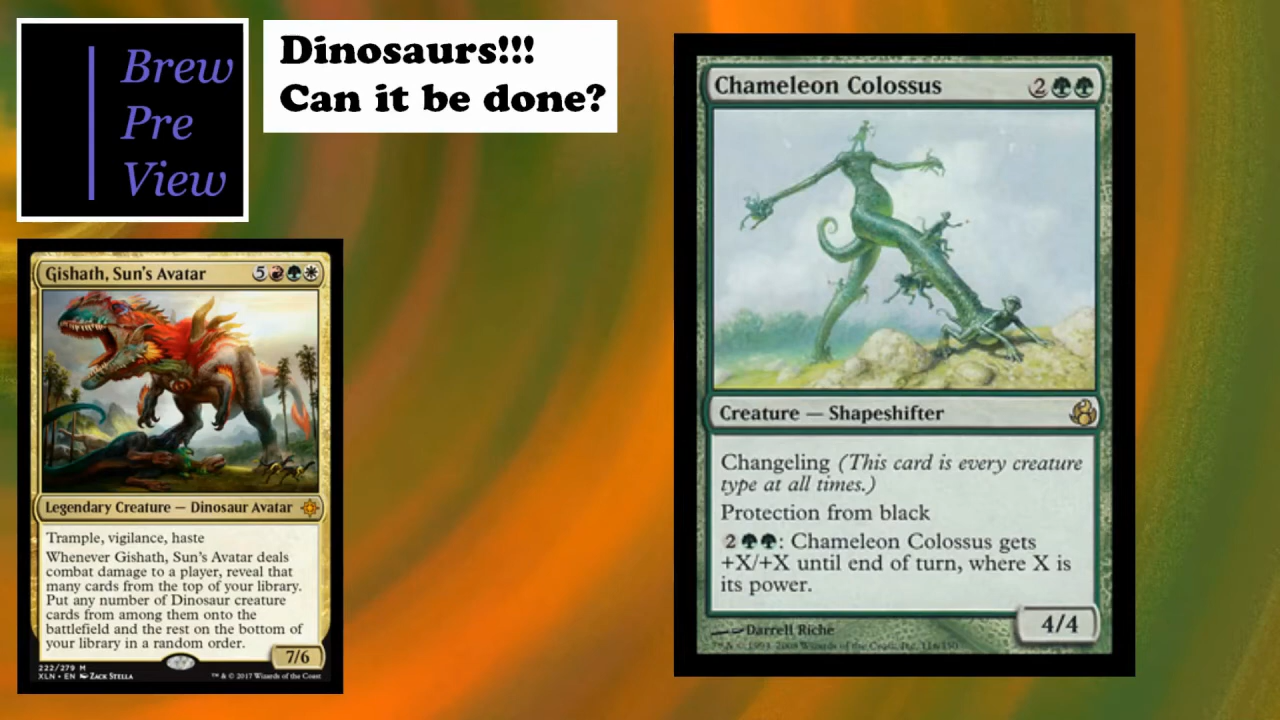 Brew
Pre
View
Dinosaurs!!!
Can it be done?
Gishath, Sun's Avatar 5
Legendary Creature — Dinosaur Avatar
Trample, vigilance, haste
Whenever Gishath, Sun's Avatar deals
combat damage to a player, reveal that
many cards from the top of your library.
Put any number of Dinosaur creature
cards from among them onto the
battlefield and the rest on the bottom of
your library in a random order.
7/6
222/279 M
XLN • EN ZACK STELLA
™ & © 2017 Wizards of the Coast
Chameleon Colossus 2
Creature — Shapeshifter
Changeling (This card is every creature
type at all times.)
Protection from black
2 : Chameleon Colossus gets
+X/+X until end of turn, where X is
its power.
4/4
Darrell Riche